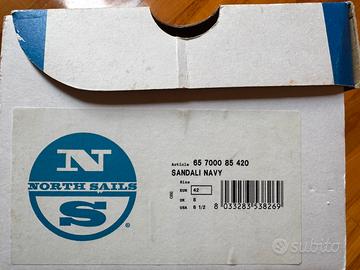 N
NORTH SAILS
S
®
Article 65 7000 85 420
SANDALI NAVY
Size
EUR 42
UK 8
USA 8 1/2
8 033283 538269
subito